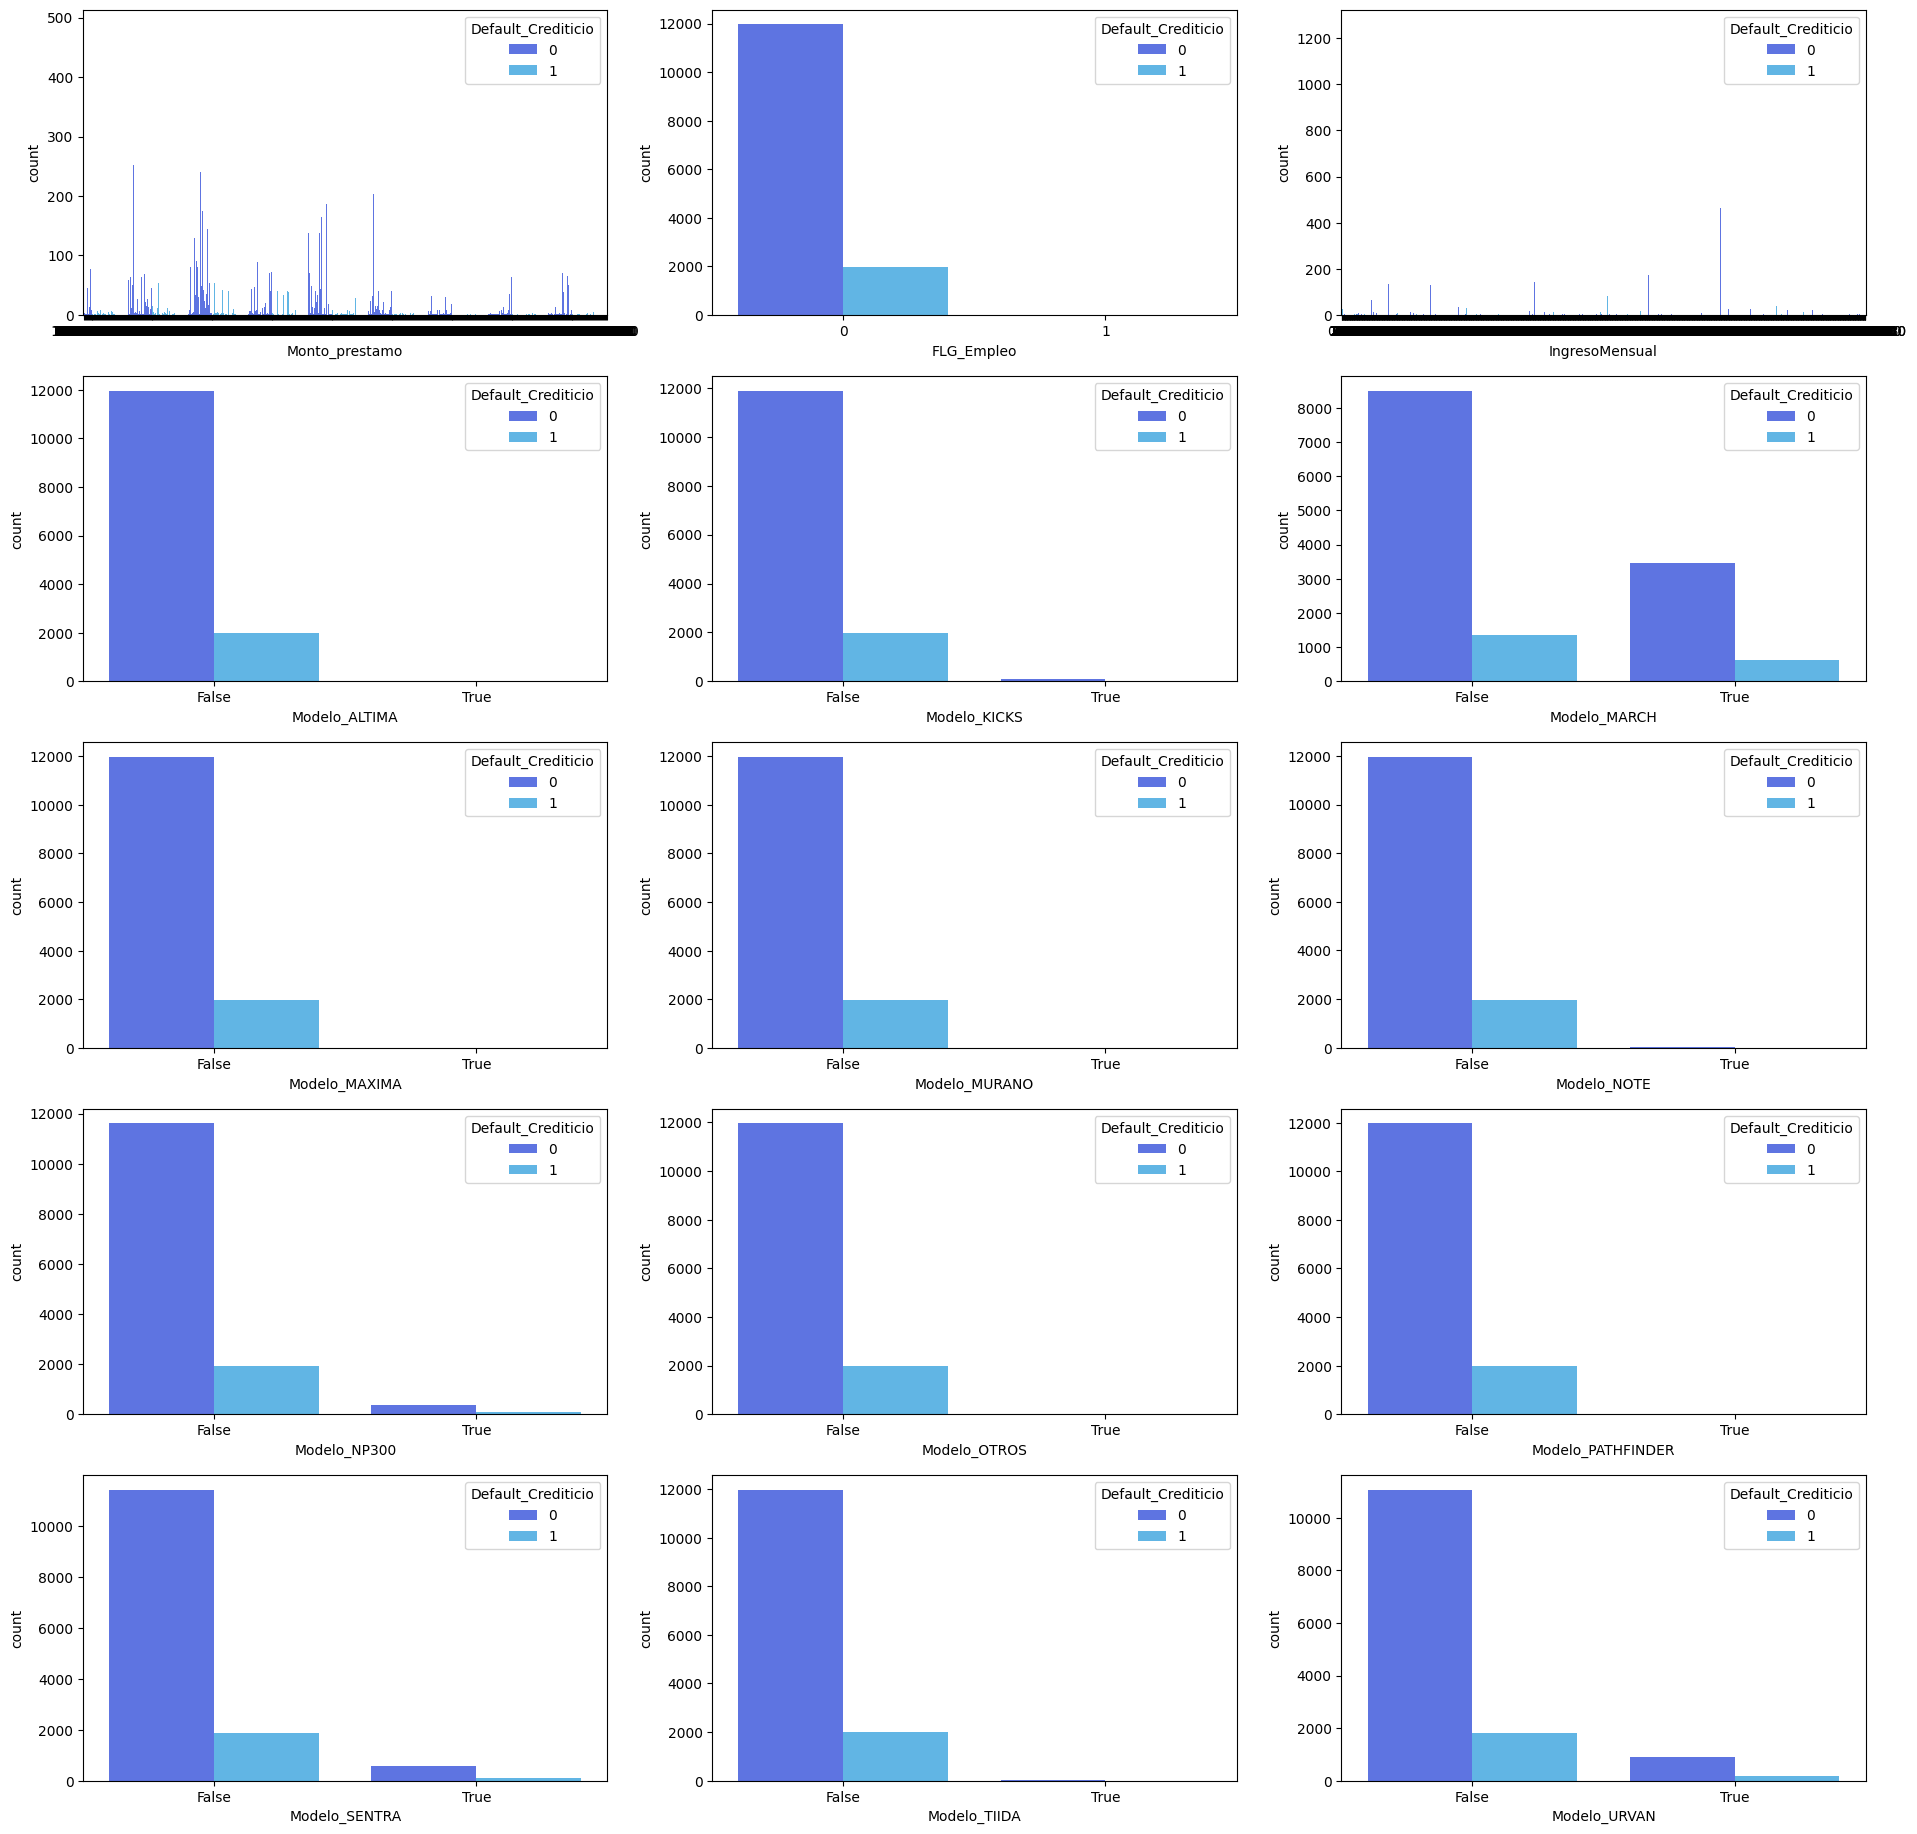 500
400
300
200
100
0
count
Default_Crediticio
0
1
Monto_prestamo
12000
10000
8000
6000
4000
2000
0
count
Default_Crediticio
0
1
0 1
FLG_Empleo
1200
1000
800
600
400
200
0
count
Default_Crediticio
0
1
IngresoMensual
12000
10000
8000
6000
4000
2000
0
count
Default_Crediticio
0
1
False True
Modelo_ALTIMA
12000
10000
8000
6000
4000
2000
0
count
Default_Crediticio
0
1
False True
Modelo_KICKS
8000
7000
6000
5000
4000
3000
2000
1000
0
count
Default_Crediticio
0
1
False True
Modelo_MARCH
12000
10000
8000
6000
4000
2000
0
count
Default_Crediticio
0
1
False True
Modelo_MAXIMA
12000
10000
8000
6000
4000
2000
0
count
Default_Crediticio
0
1
False True
Modelo_MURANO
12000
10000
8000
6000
4000
2000
0
count
Default_Crediticio
0
1
False True
Modelo_NOTE
12000
10000
8000
6000
4000
2000
0
count
Default_Crediticio
0
1
False True
Modelo_NP300
12000
10000
8000
6000
4000
2000
0
count
Default_Crediticio
0
1
False True
Modelo_OTROS
12000
10000
8000
6000
4000
2000
0
count
Default_Crediticio
0
1
False True
Modelo_PATHFINDER
10000
8000
6000
4000
2000
0
count
Default_Crediticio
0
1
False True
Modelo_SENTRA
12000
10000
8000
6000
4000
2000
0
count
Default_Crediticio
0
1
False True
Modelo_TIIDA
10000
8000
6000
4000
2000
0
count
Default_Crediticio
0
1
False True
Modelo_URVAN